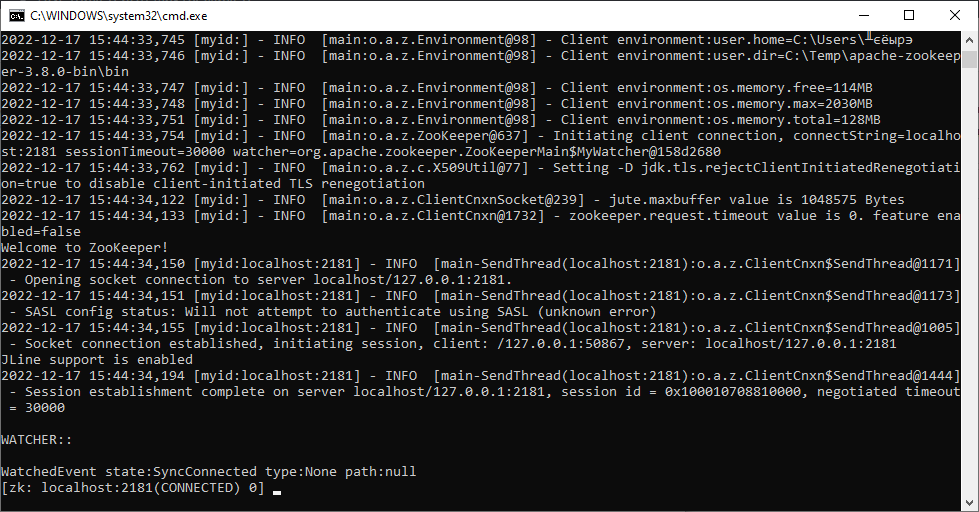 C:\WINDOWS\system32\cmd.exe
2022-12-17 15:44:33,745 [myid:] - INFO  [main:o.a.z.Environment@98] - Client environment:user.home=C:\Users\╨єёырэ
2022-12-17 15:44:33,746 [myid:] - INFO  [main:o.a.z.Environment@98] - Client environment:user.dir=C:\Temp\apache-zookeep
er-3.8.0-bin\bin
2022-12-17 15:44:33,747 [myid:] - INFO  [main:o.a.z.Environment@98] - Client environment:os.memory.free=114MB
2022-12-17 15:44:33,748 [myid:] - INFO  [main:o.a.z.Environment@98] - Client environment:os.memory.max=2030MB
2022-12-17 15:44:33,751 [myid:] - INFO  [main:o.a.z.Environment@98] - Client environment:os.memory.total=128MB
2022-12-17 15:44:33,754 [myid:] - INFO  [main:o.a.z.ZooKeeper@637] - Initiating client connection, connectString=localho
st:2181 sessionTimeout=30000 watcher=org.apache.zookeeper.ZooKeeperMain$MyWatcher@158d2680
2022-12-17 15:44:33,762 [myid:] - INFO  [main:o.a.z.c.X509Util@77] - Setting -D jdk.tls.rejectClientInitiatedRenegotiati
on=true to disable client-initiated TLS renegotiation
2022-12-17 15:44:34,122 [myid:] - INFO  [main:o.a.z.ClientCnxnSocket@239] - jute.maxbuffer value is 1048575 Bytes
2022-12-17 15:44:34,133 [myid:] - INFO  [main:o.a.z.ClientCnxn@1732] - zookeeper.request.timeout value is 0. feature ena
bled=false
Welcome to ZooKeeper!
2022-12-17 15:44:34,150 [myid:localhost:2181] - INFO  [main-SendThread(localhost:2181):o.a.z.ClientCnxn$SendThread@1171]
 - Opening socket connection to server localhost/127.0.0.1:2181.
2022-12-17 15:44:34,151 [myid:localhost:2181] - INFO  [main-SendThread(localhost:2181):o.a.z.ClientCnxn$SendThread@1173]
 - SASL config status: Will not attempt to authenticate using SASL (unknown error)
2022-12-17 15:44:34,155 [myid:localhost:2181] - INFO  [main-SendThread(localhost:2181):o.a.z.ClientCnxn$SendThread@1005]
 - Socket connection established, initiating session, client: /127.0.0.1:50867, server: localhost/127.0.0.1:2181
JLine support is enabled
2022-12-17 15:44:34,194 [myid:localhost:2181] - INFO  [main-SendThread(localhost:2181):o.a.z.ClientCnxn$SendThread@1444]
 - Session establishment complete on server localhost/127.0.0.1:2181, session id = 0x100010708810000, negotiated timeout
= 30000
WATCHER::
WatchedEvent state:SyncConnected type:None path:null
[zk: localhost:2181(CONNECTED) 0]